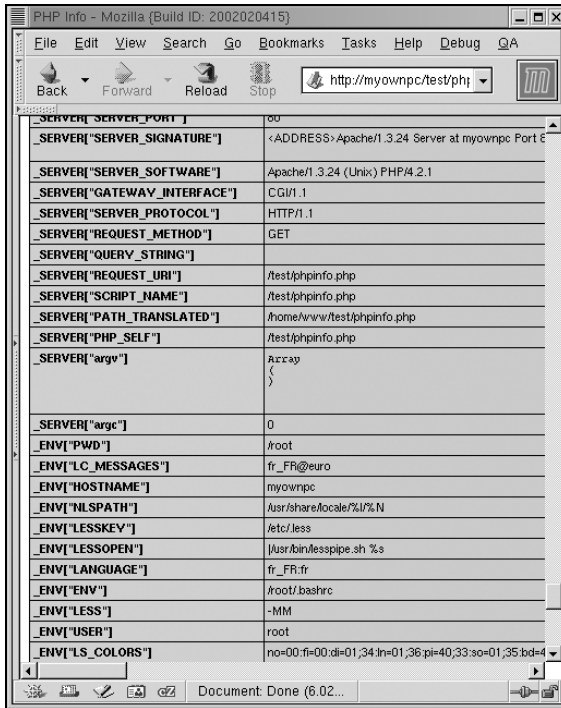 PHP Info - Mozilla {Build ID: 2002020415}
File Edit View Search Go Bookmarks Tasks Help Debug QA
Back Forward Reload Stop http://myownpc/test/php
_SERVER["SERVER_PORT"] 80
_SERVER["SERVER_SIGNATURE"] <ADDRESS>Apache/1.3.24 Server at myownpc Port 8
_SERVER["SERVER_SOFTWARE"] Apache/1.3.24 (Unix) PHP/4.2.1
_SERVER["GATEWAY_INTERFACE"] CGI/1.1
_SERVER["SERVER_PROTOCOL"] HTTP/1.1
_SERVER["REQUEST_METHOD"] GET
_SERVER["QUERY_STRING"]
_SERVER["REQUEST_URI"] /test/phpinfo.php
_SERVER["SCRIPT_NAME"] /test/phpinfo.php
_SERVER["PATH_TRANSLATED"] /home/www/test/phpinfo.php
_SERVER["PHP_SELF"] /test/phpinfo.php
_SERVER["argv"] Array
(
)
_SERVER["argc"] 0
_ENV["PWD"] /root
_ENV["LC_MESSAGES"] fr_FR@euro
_ENV["HOSTNAME"] myownpc
_ENV["NLSPATH"] /usr/share/locale/%l/%N
_ENV["LESSKEY"] /etc/.less
_ENV["LESSOPEN"] |/usr/bin/lesspipe.sh %s
_ENV["LANGUAGE"] fr_FR:fr
_ENV["ENV"] /root/.bashrc
_ENV["LESS"] -MM
_ENV["USER"] root
_ENV["LS_COLORS"] no=00:fi=00:di=01;34:ln=01;36:pi=40;33:so=01;35:bd=4
Document: Done (6.02...